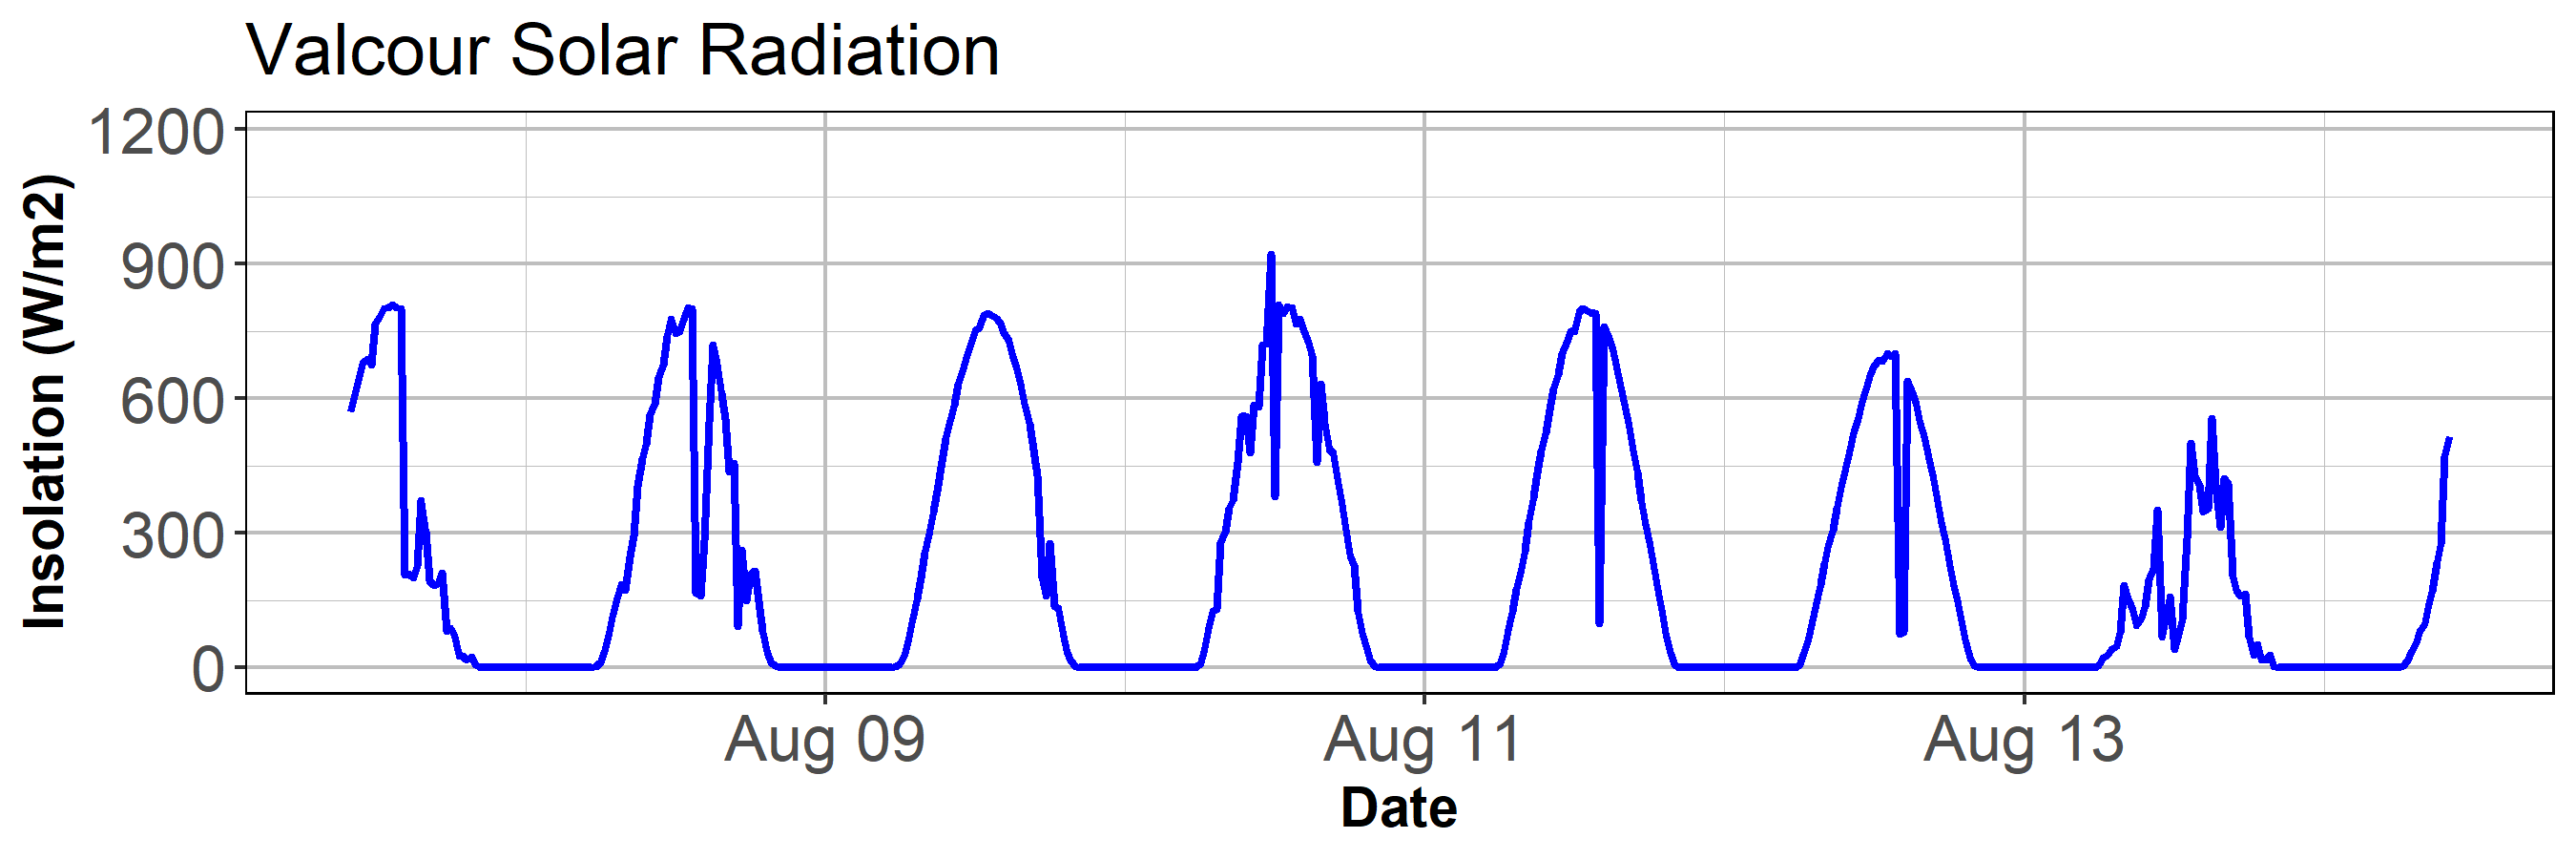 Valcour Solar Radiation
1200
900
600
300
0
Insolation (W/m2)
Aug 09
Aug 11
Aug 13
Date